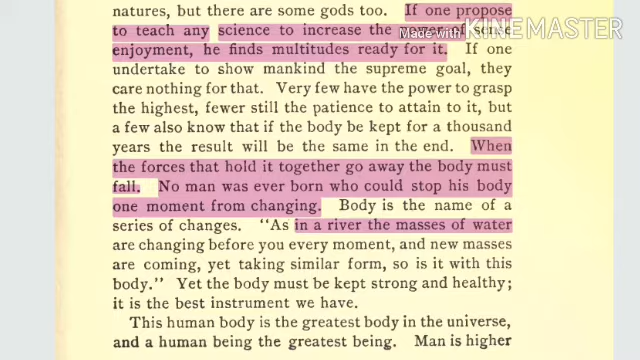 natures, but there are some gods too. If one propose
to teach any science to increase the power of sense
enjoyment, he finds multitudes ready for it. If one
undertake to show mankind the supreme goal, they
care nothing for that. Very few have the power to grasp
the highest, fewer still the patience to attain to it, but
a few also know that if the body be kept for a thousand
years the result will be the same in the end. When
the forces that hold it together go away the body must
fall. No man was ever born who could stop his body
one moment from changing. Body is the name of a
series of changes. "As in a river the masses of water
are changing before you every moment, and new masses
are coming, yet taking similar form, so is it with this
body." Yet the body must be kept strong and healthy;
it is the best instrument we have.
This human body is the greatest body in the universe,
and a human being the greatest being. Man is higher
Made with KINEMASTER